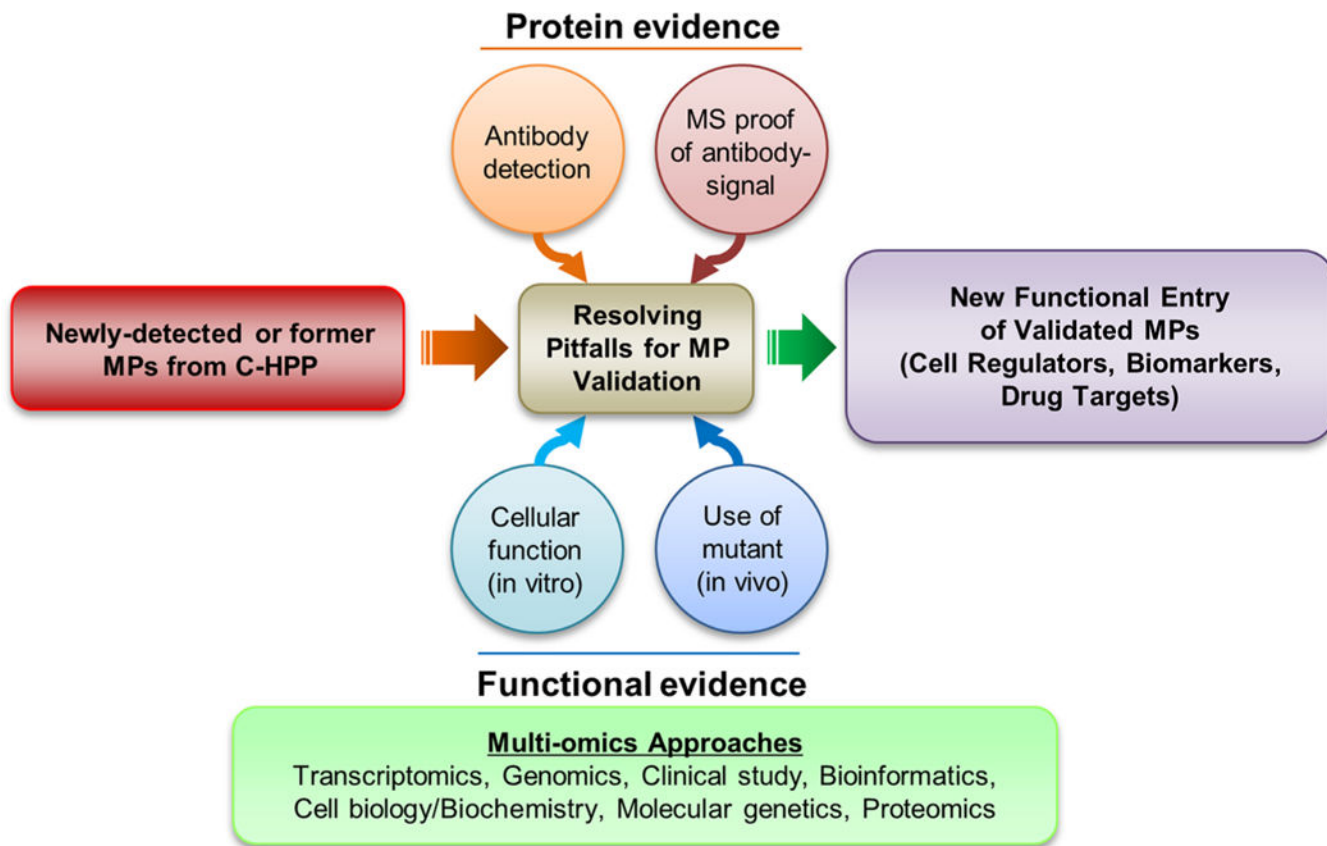 Protein evidence
Antibody
detection
MS proof
of antibody-
signal
Newly-detected or former
MPs from C-HPP
Resolving
Pitfalls for MP
Validation
New Functional Entry
of Validated MPs
(Cell Regulators, Biomarkers,
Drug Targets)
Cellular
function
(in vitro)
Use of
mutant
(in vivo)
Functional evidence
Multi-omics Approaches
Transcriptomics, Genomics, Clinical study, Bioinformatics,
Cell biology/Biochemistry, Molecular genetics, Proteomics